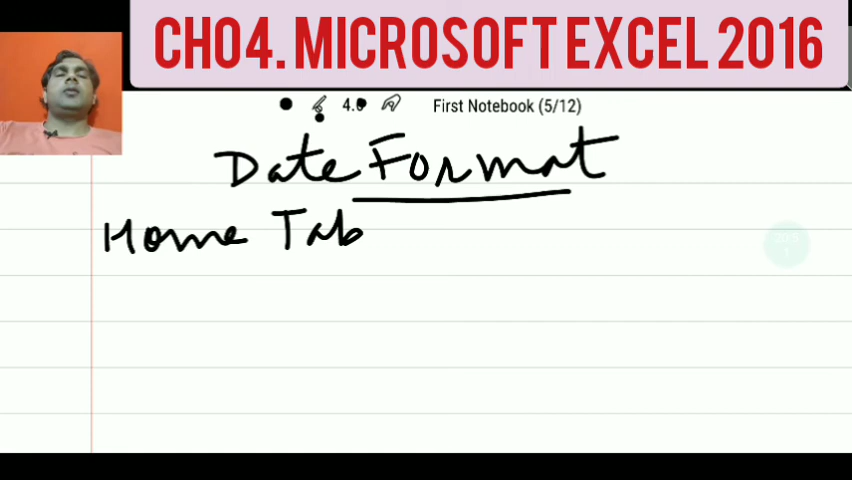 CH04. MICROSOFT EXCEL 2016
First Notebook (5/12)
Date Format
Home Tab